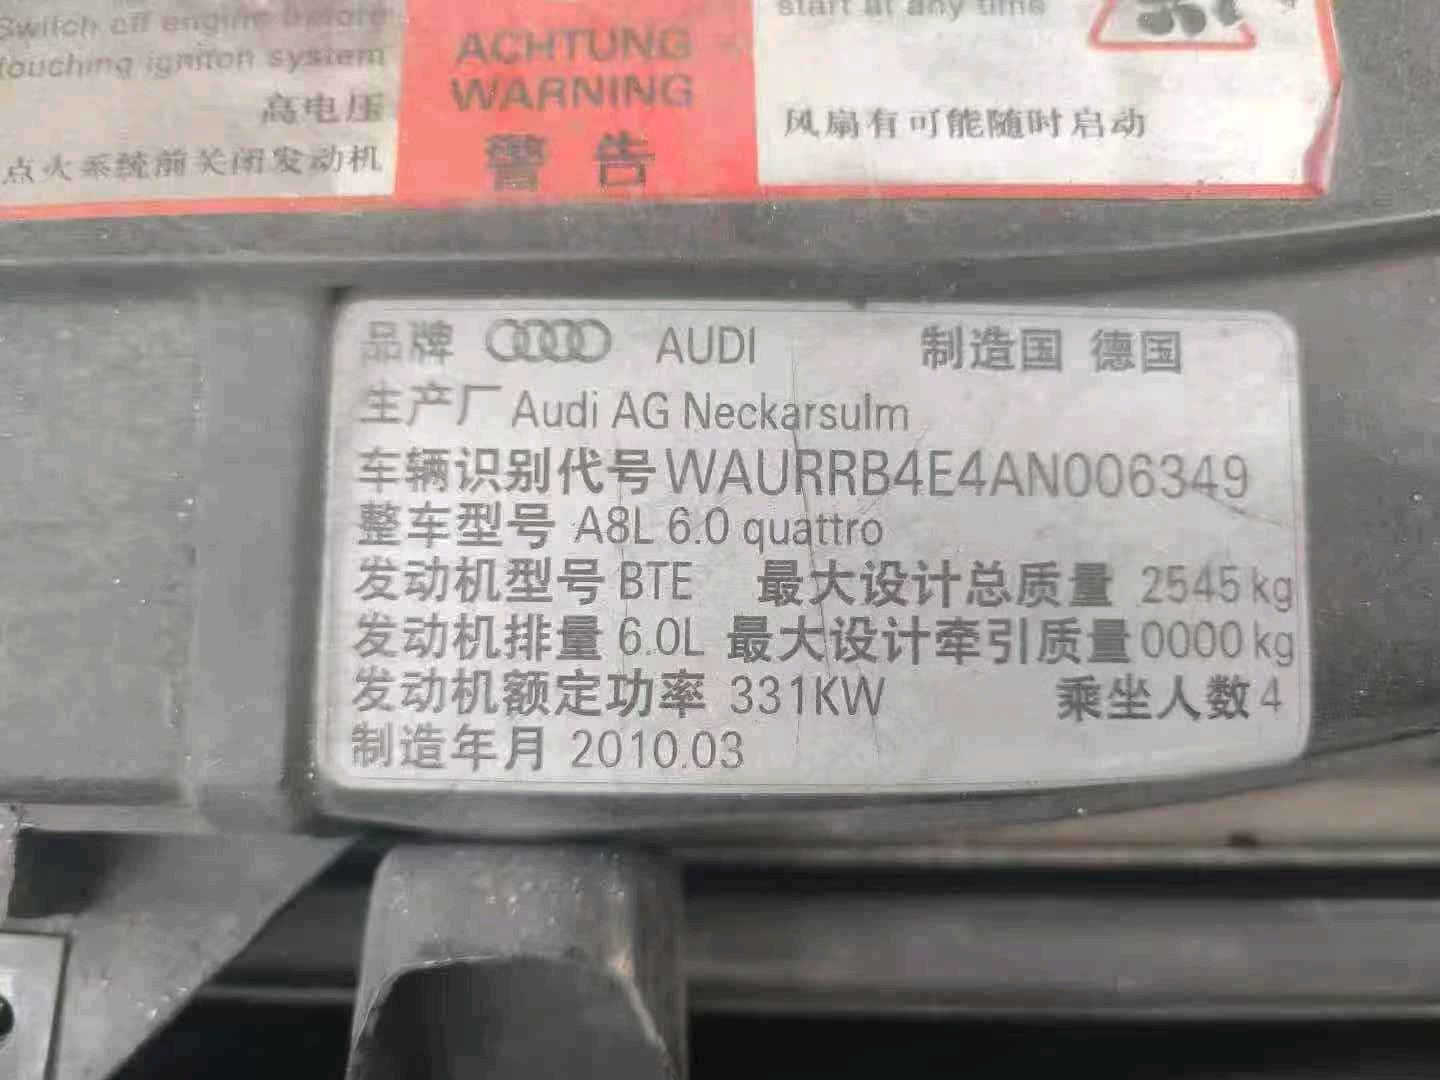 Switch off engine before
touching ignition system
高电压
点火系统前关闭发动机
ACHTUNG
WARNING
警告
start at any time
风扇有可能随时启动
品牌 AUDI 制造国 德国
生产厂 Audi AG Neckarsulm
车辆识别代号 WAURRB4E4AN006349
整车型号 A8L 6.0 quattro
发动机型号 BTE 最大设计总质量 2545 kg
发动机排量 6.0L 最大设计牵引质量 0000 kg
发动机额定功率 331KW 乘坐人数 4
制造年月 2010.03